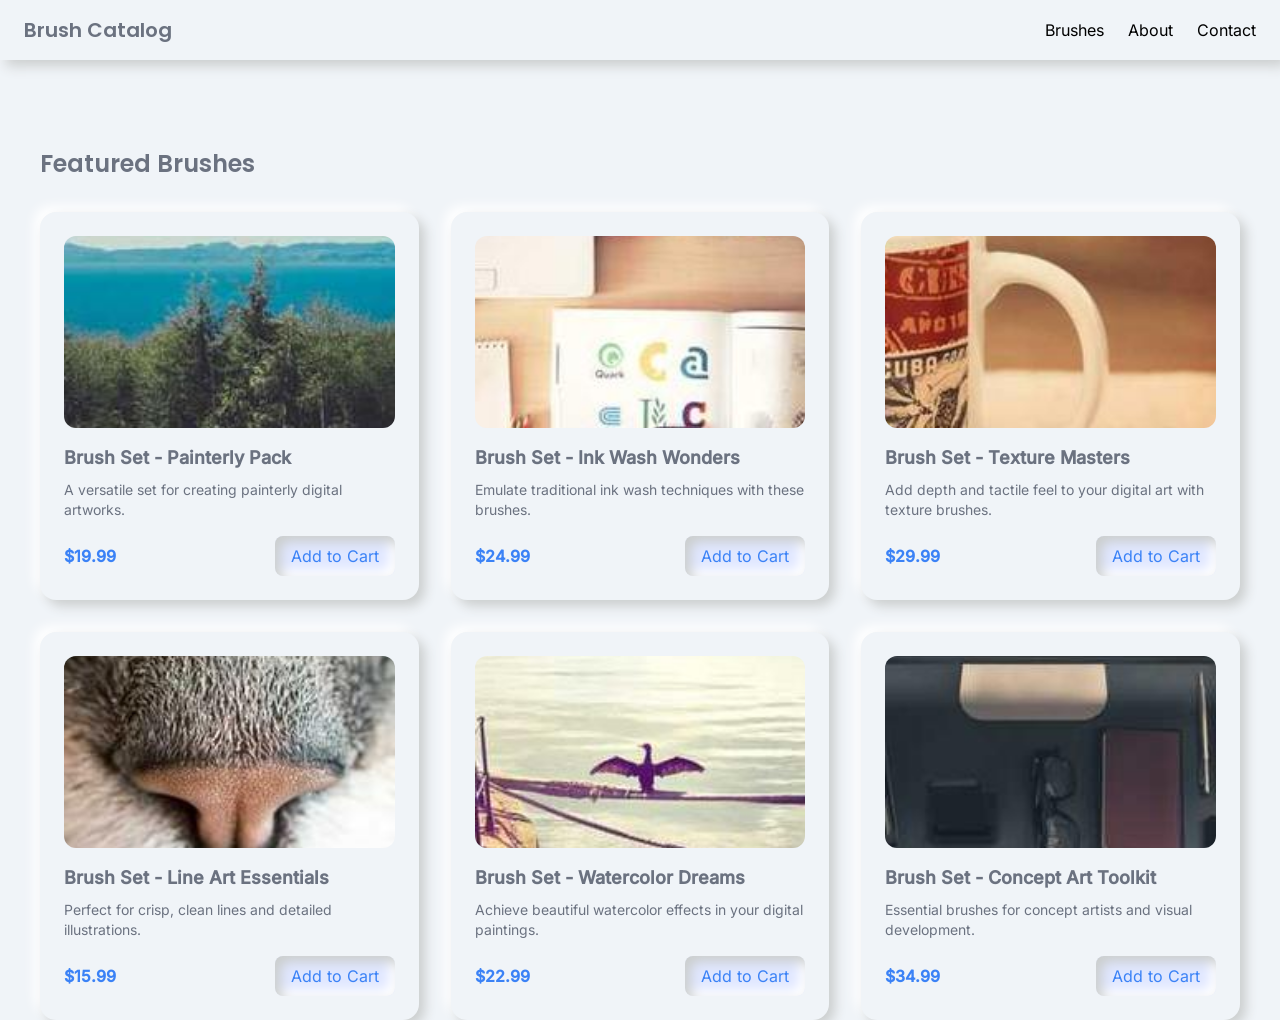 Brush Catalog
Brushes About Contact
Featured Brushes
Quark
C a a
C
CUBA
AÑO
Brush Set - Painterly Pack
A versatile set for creating painterly digital
artworks.
$19.99 Add to Cart
Brush Set - Ink Wash Wonders
Emulate traditional ink wash techniques with these
brushes.
$24.99 Add to Cart
Brush Set - Texture Masters
Add depth and tactile feel to your digital art with
texture brushes.
$29.99 Add to Cart
Brush Set - Line Art Essentials
Perfect for crisp, clean lines and detailed
illustrations.
$15.99 Add to Cart
Brush Set - Watercolor Dreams
Achieve beautiful watercolor effects in your digital
paintings.
$22.99 Add to Cart
Brush Set - Concept Art Toolkit
Essential brushes for concept artists and visual
development.
$34.99 Add to Cart